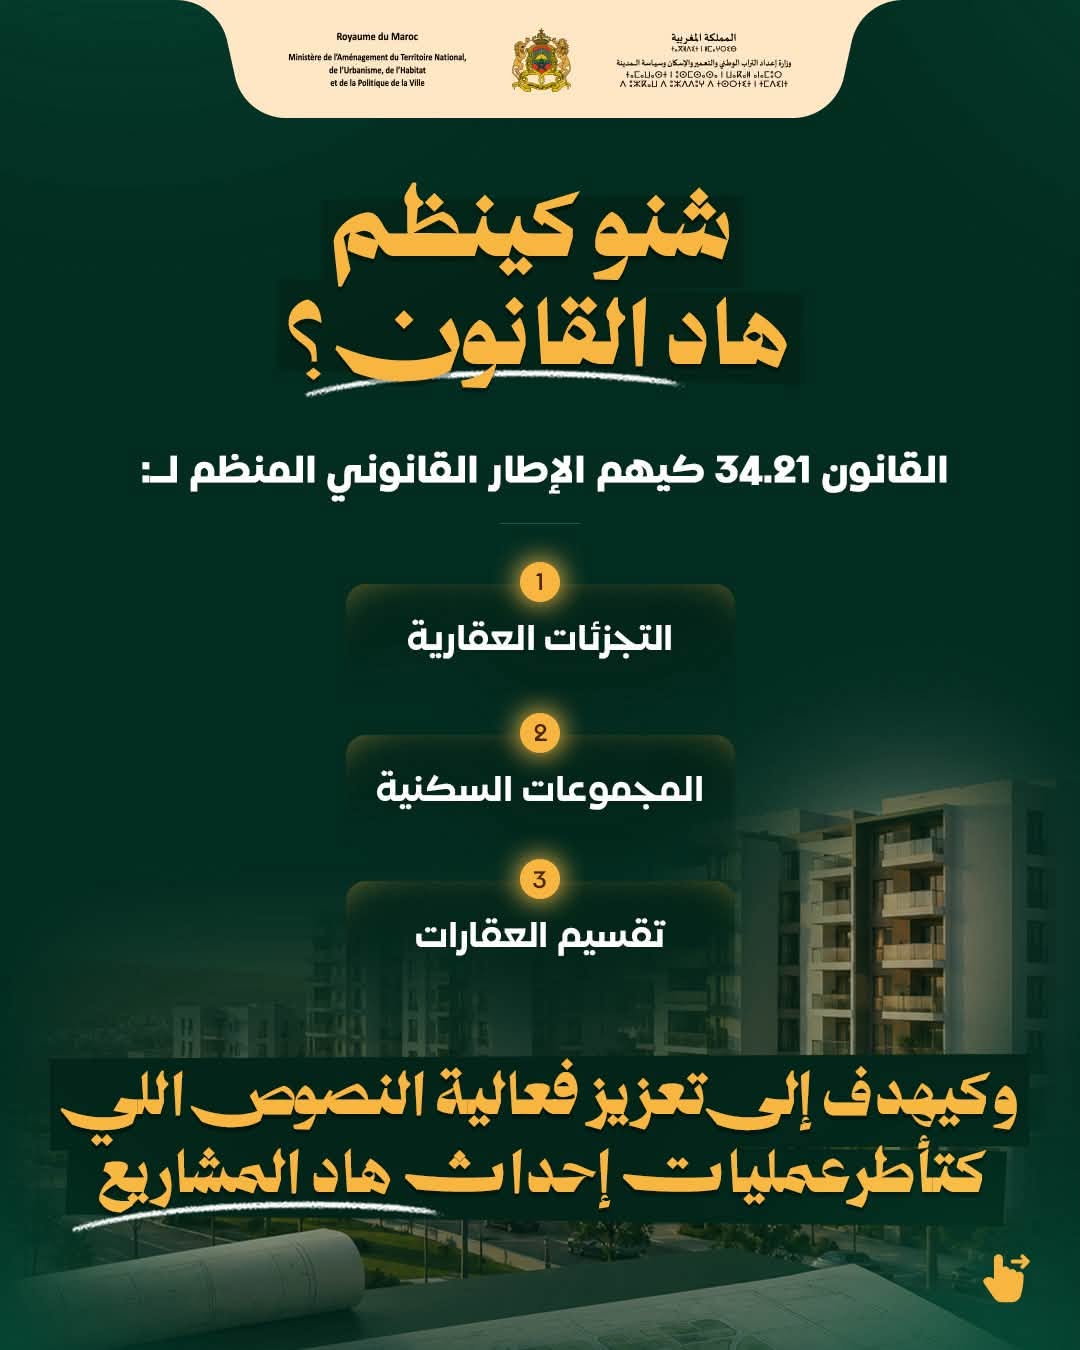 Royaume du Maroc
Ministère de l'Aménagement du Territoire National,
de l'Urbanisme, de l'Habitat
et de la Politique de la Ville
المملكة المغربية
ⵜⴰⴳⵍⴷⵉⵜ ⵏ ⵍⵎⵖⵔⵉⴱ
وزارة إعداد التراب الوطني والتعمير والإسكان وسياسة المدينة
شنو كينظم
هاد القانون؟
القانون 34.21 كيهم الإطار القانوني المنظم لـ:
1
التجزئات العقارية
2
المجموعات السكنية
3
تقسيم العقارات
وكيهدف إلى تعزيز فعالية النصوص اللي
كتأطر عمليات إحداث هاد المشاريع